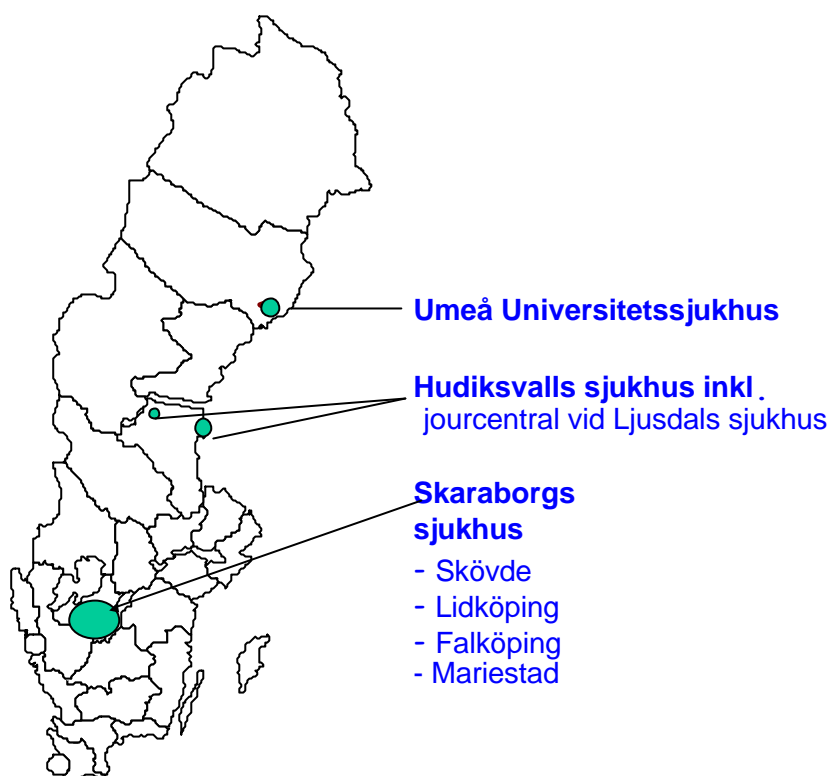 Umeå Universitetssjukhus
Hudiksvalls sjukhus inkl.
jourcentral vid Ljusdals sjukhus
Skaraborgs
sjukhus
- Skövde
- Lidköping
- Falköping
- Mariestad